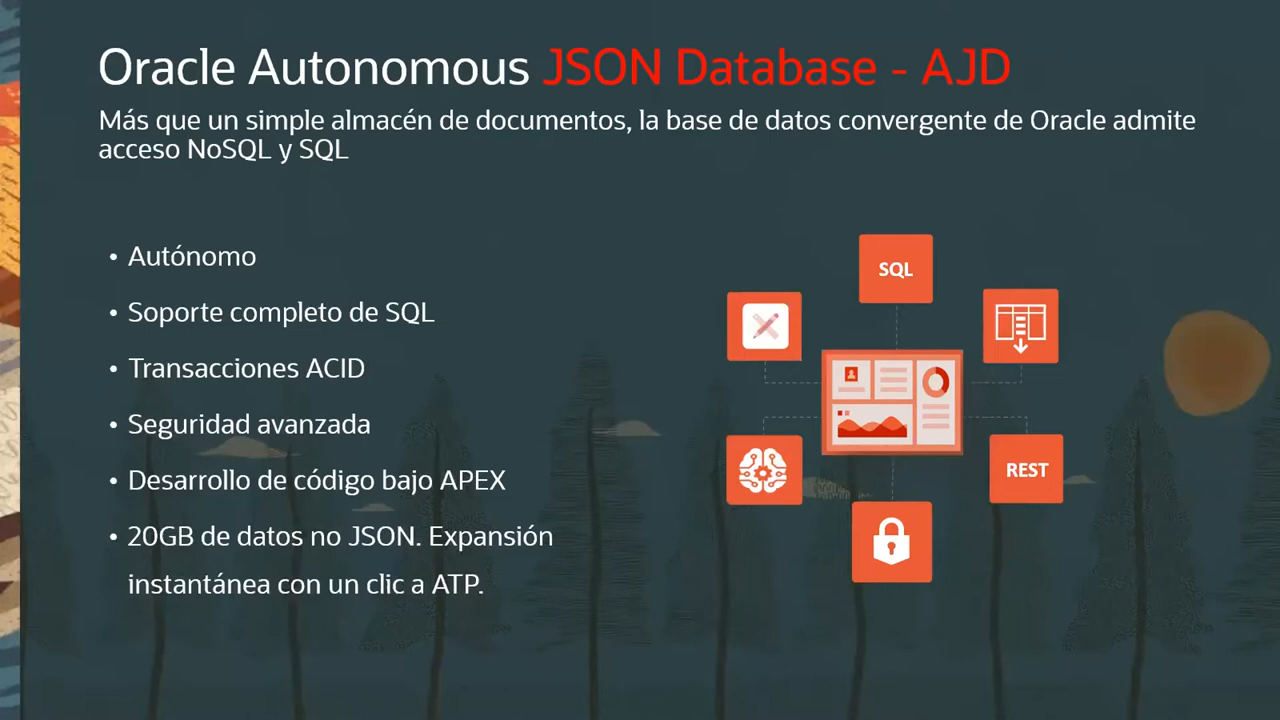 Oracle Autonomous JSON Database - AJD
Más que un simple almacén de documentos, la base de datos convergente de Oracle admite
acceso NoSQL y SQL
• Autónomo
• Soporte completo de SQL
• Transacciones ACID
• Seguridad avanzada
• Desarrollo de código bajo APEX
• 20GB de datos no JSON. Expansión
instantánea con un clic a ATP.
SQL
REST